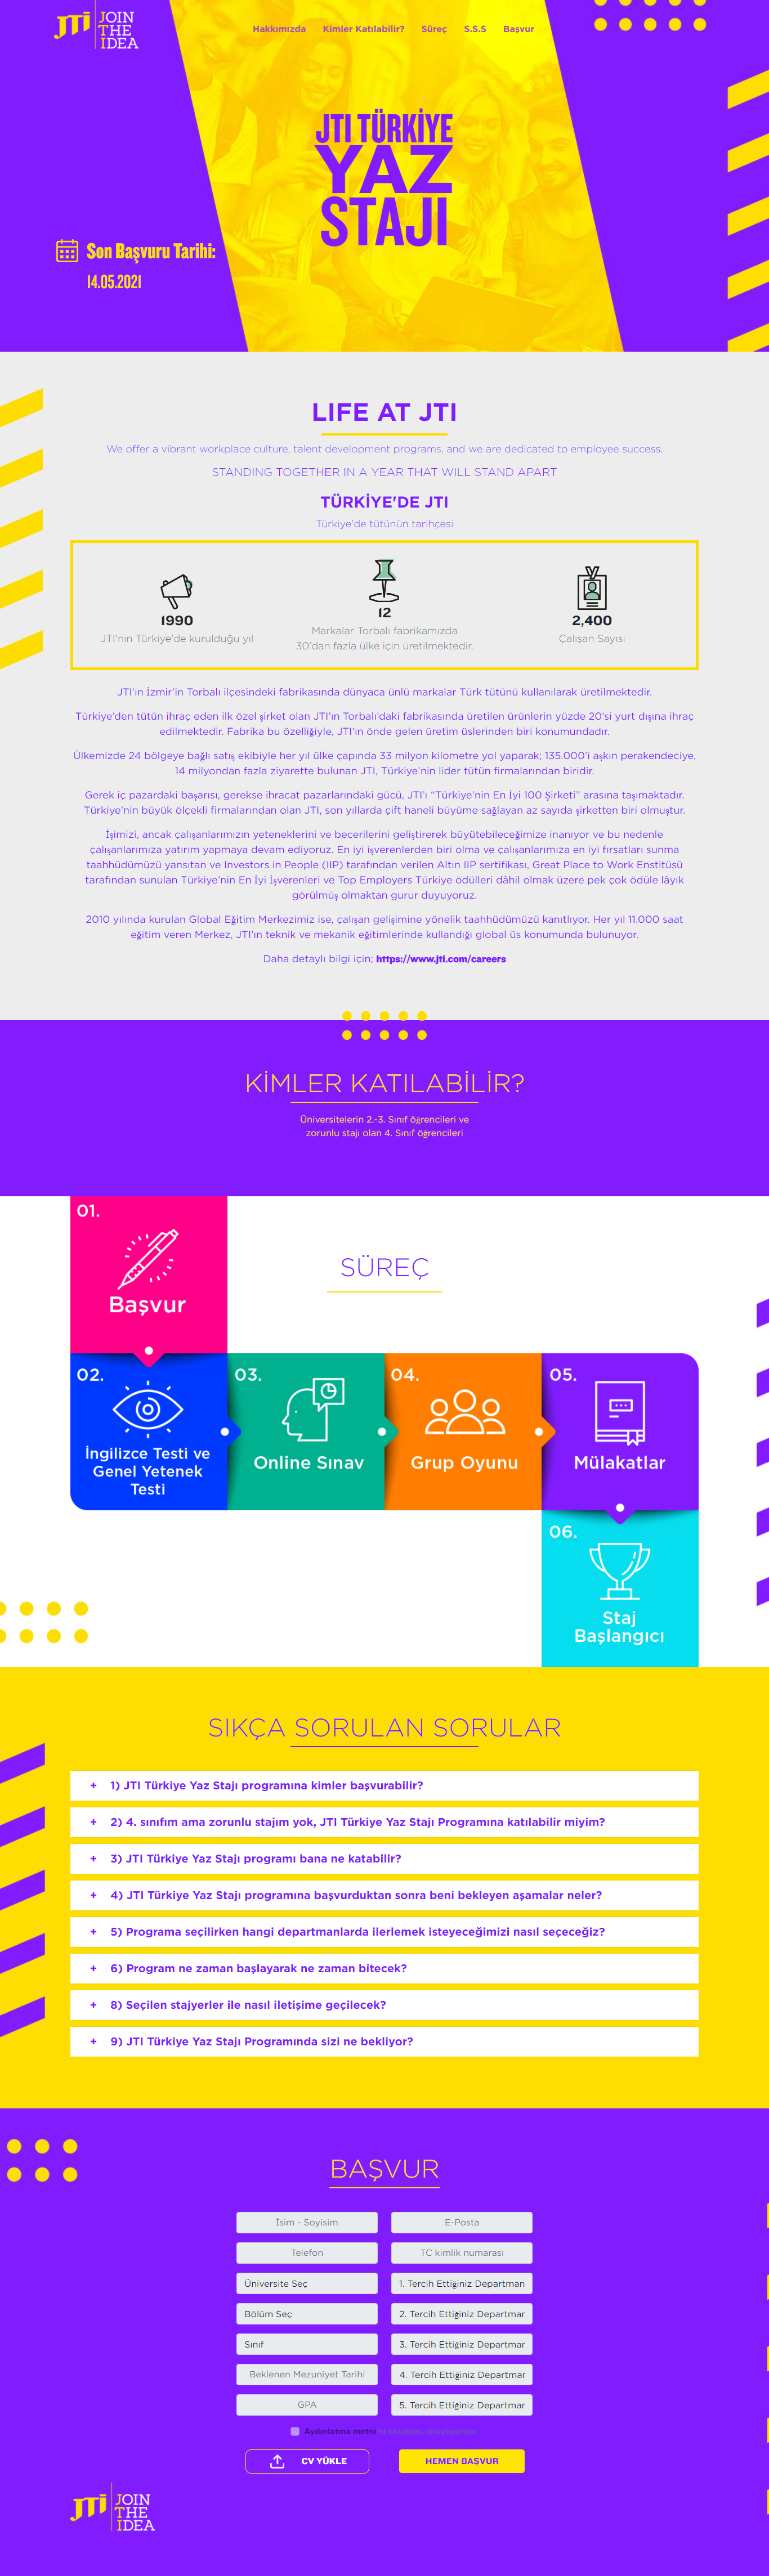 JTI JOIN
THE
IDEA
Hakkımızda Kimler Katılabilir? Süreç S.S.S Başvur
JTI TÜRKİYE
YAZ
STAJI
Son Başvuru Tarihi:
14.05.2021
LIFE AT JTI
We offer a vibrant workplace culture, talent development programs, and we are dedicated to employee success.
STANDING TOGETHER IN A YEAR THAT WILL STAND APART
TÜRKİYE'DE JTI
Türkiye'de tütünün tarihçesi
1990
JTI'nin Türkiye'de kurulduğu yıl
12
Markalar Torbalı fabrikamızda
30'dan fazla ülke için üretilmektedir.
2,400
Çalışan Sayısı
JTI'ın İzmir'in Torbalı ilçesindeki fabrikasında dünyaca ünlü markalar Türk tütünü kullanılarak üretilmektedir.
Türkiye'den tütün ihraç eden ilk özel şirket olan JTI'ın Torbalı'daki fabrikasında üretilen ürünlerin yüzde 20'si yurt dışına ihraç
edilmektedir. Fabrika bu özelliğiyle, JTI'ın önde gelen üretim üslerinden biri konumundadır.
Ülkemizde 24 bölgeye bağlı satış ekibiyle her yıl ülke çapında 33 milyon kilometre yol yaparak; 135.000'i aşkın perakendeciye,
14 milyondan fazla ziyarette bulunan JTI, Türkiye'nin lider tütün firmalarından biridir.
Gerek iç pazardaki başarısı, gerekse ihracat pazarlarındaki gücü, JTI'ı “Türkiye'nin En İyi 100 Şirketi” arasına taşımaktadır.
Türkiye'nin büyük ölçekli firmalarından olan JTI, son yıllarda çift haneli büyüme sağlayan az sayıda şirketten biri olmuştur.
İşimizi, ancak çalışanlarımızın yeteneklerini ve becerilerini geliştirerek büyütebileceğimize inanıyor ve bu nedenle
çalışanlarımıza yatırım yapmaya devam ediyoruz. En iyi işverenlerden biri olma ve çalışanlarımıza en iyi fırsatları sunma
taahhüdümüzü yansıtan ve Investors in People (IIP) tarafından verilen Altın IIP sertifikası, Great Place to Work Enstitüsü
tarafından sunulan Türkiye'nin En İyi İşverenleri ve Top Employers Türkiye ödülleri dâhil olmak üzere pek çok ödüle lâyık
görülmüş olmaktan gurur duyuyoruz.
2010 yılında kurulan Global Eğitim Merkezimiz ise, çalışan gelişimine yönelik taahhüdümüzü kanıtlıyor. Her yıl 11.000 saat
eğitim veren Merkez, JTI'ın teknik ve mekanik eğitimlerinde kullandığı global üs konumunda bulunuyor.
Daha detaylı bilgi için; https://www.jti.com/careers
KİMLER KATILABİLİR?
Üniversitelerin 2.-3. Sınıf öğrencileri ve
zorunlu stajı olan 4. Sınıf öğrencileri
SÜREÇ
01.
Başvur
02.
İngilizce Testi ve
Genel Yetenek
Testi
03.
Online Sınav
04.
Grup Oyunu
05.
Mülakatlar
06.
Staj
Başlangıcı
SIKÇA SORULAN SORULAR
+ 1) JTI Türkiye Yaz Stajı programına kimler başvurabilir?
+ 2) 4. sınıfım ama zorunlu stajım yok, JTI Türkiye Yaz Stajı Programına katılabilir miyim?
+ 3) JTI Türkiye Yaz Stajı programı bana ne katabilir?
+ 4) JTI Türkiye Yaz Stajı programına başvurduktan sonra beni bekleyen aşamalar neler?
+ 5) Programa seçilirken hangi departmanlarda ilerlemek isteyeceğimizi nasıl seçeceğiz?
+ 6) Program ne zaman başlayarak ne zaman bitecek?
+ 8) Seçilen stajyerler ile nasıl iletişime geçilecek?
+ 9) JTI Türkiye Yaz Stajı Programında sizi ne bekliyor?
BAŞVUR
İsim - Soyisim E-Posta
Telefon TC kimlik numarası
Üniversite Seç 1. Tercih Ettiğiniz Departman
Bölüm Seç 2. Tercih Ettiğiniz Departmar
Sınıf 3. Tercih Ettiğiniz Departmar
Beklenen Mezuniyet Tarihi 4. Tercih Ettiğiniz Departmar
GPA 5. Tercih Ettiğiniz Departmar
Aydınlatma metni'ni okudum, onaylıyorum.
CV YÜKLE HEMEN BAŞVUR
JTI JOIN
THE
IDEA